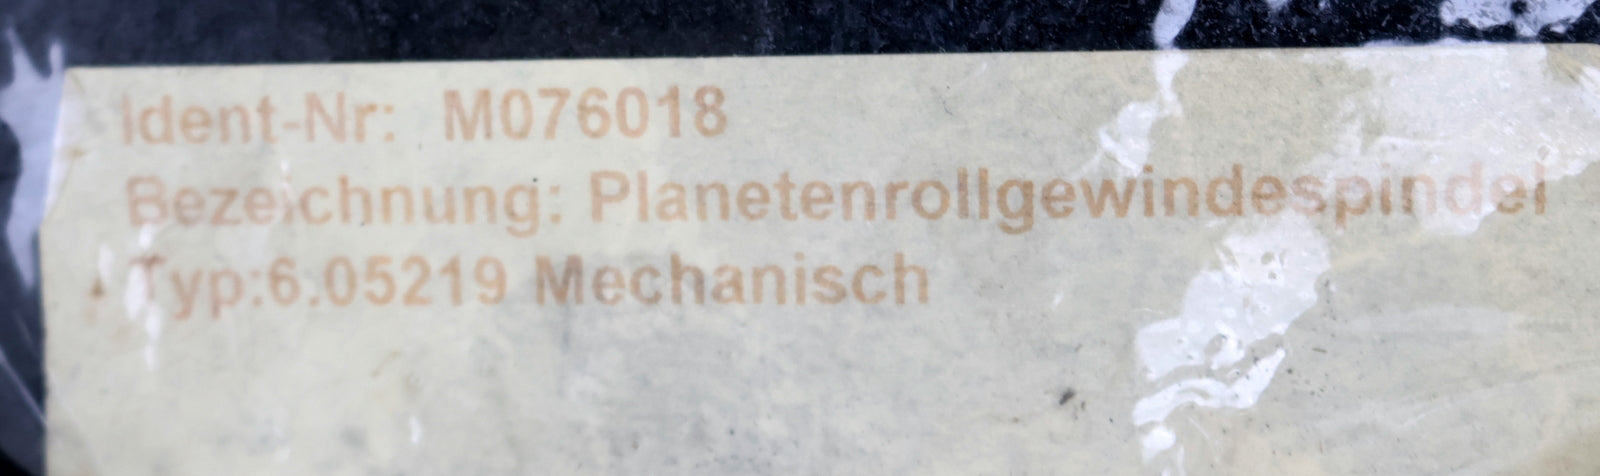 Ident-Nr: M076018
Bezeichnung: Planetenrollgewindespindel
Typ:6.05219 Mechanisch